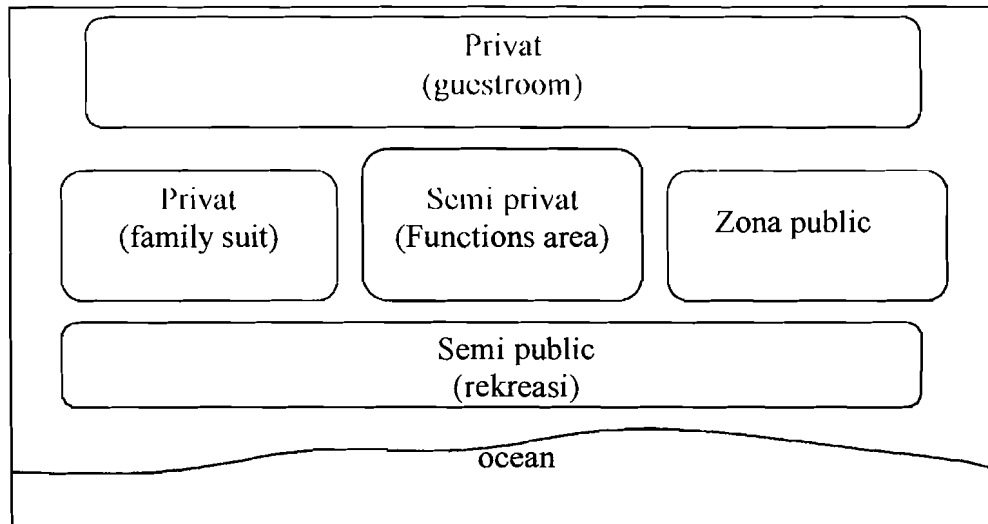 Privat
(guestroom)
Privat
(family suit)
Semi privat
(Functions area)
Zona public
Semi public
(rekreasi)
ocean